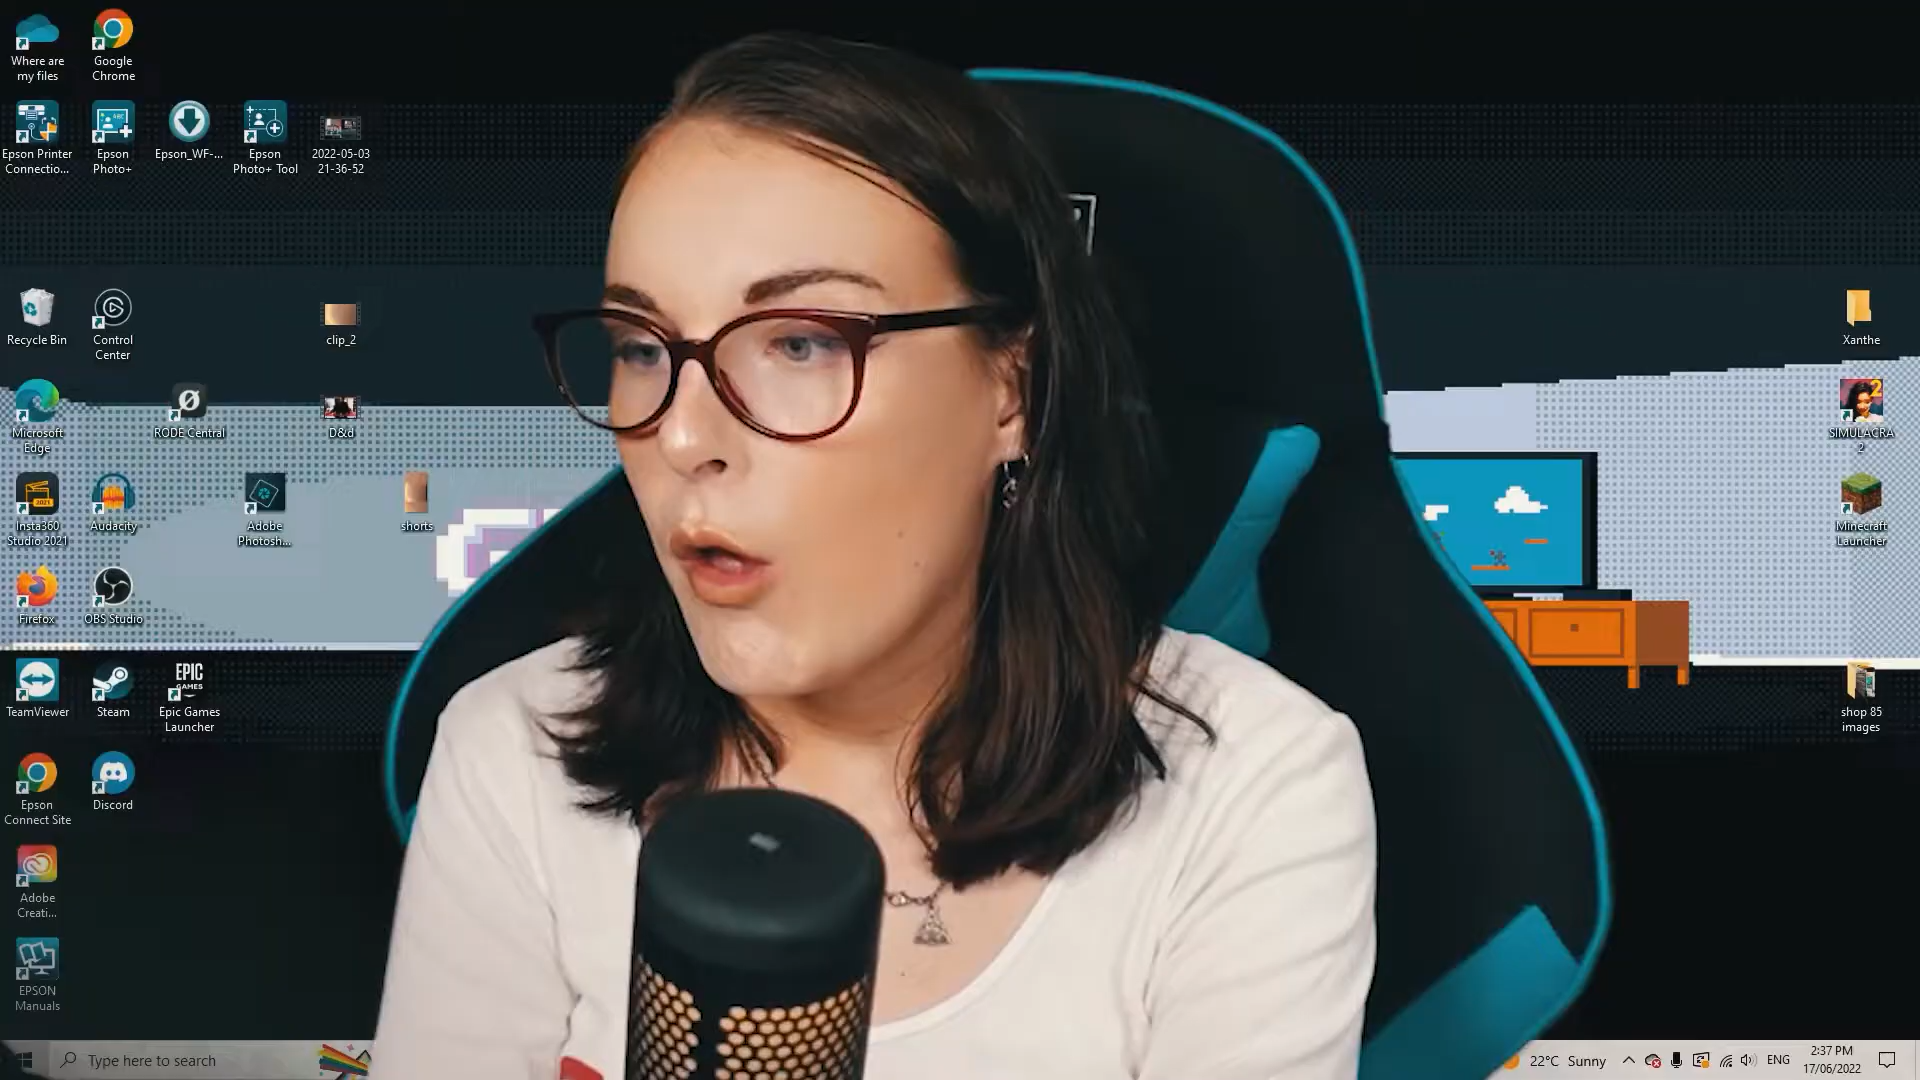 Where are
my files
Google
Chrome
Epson Printer
Connectio...
Epson
Photo+
Epson_WF-...
Epson
Photo+ Tool
2022-05-03
21-36-52
Recycle Bin
Control
Center
clip_2
Xanthe
Microsoft
Edge
RODE Central
D&d
SIMULACRA
2
Insta360
Studio 2021
Audacity
Adobe
Photosh...
shorts
Minecraft
Launcher
Firefox
OBS Studio
EPIC
GAMES
TeamViewer
Steam
Epic Games
Launcher
shop 85
images
Epson
Connect Site
Discord
Adobe
Creati...
EPSON
Manuals
Type here to search
22°C Sunny
ENG
2:37 PM
17/06/2022